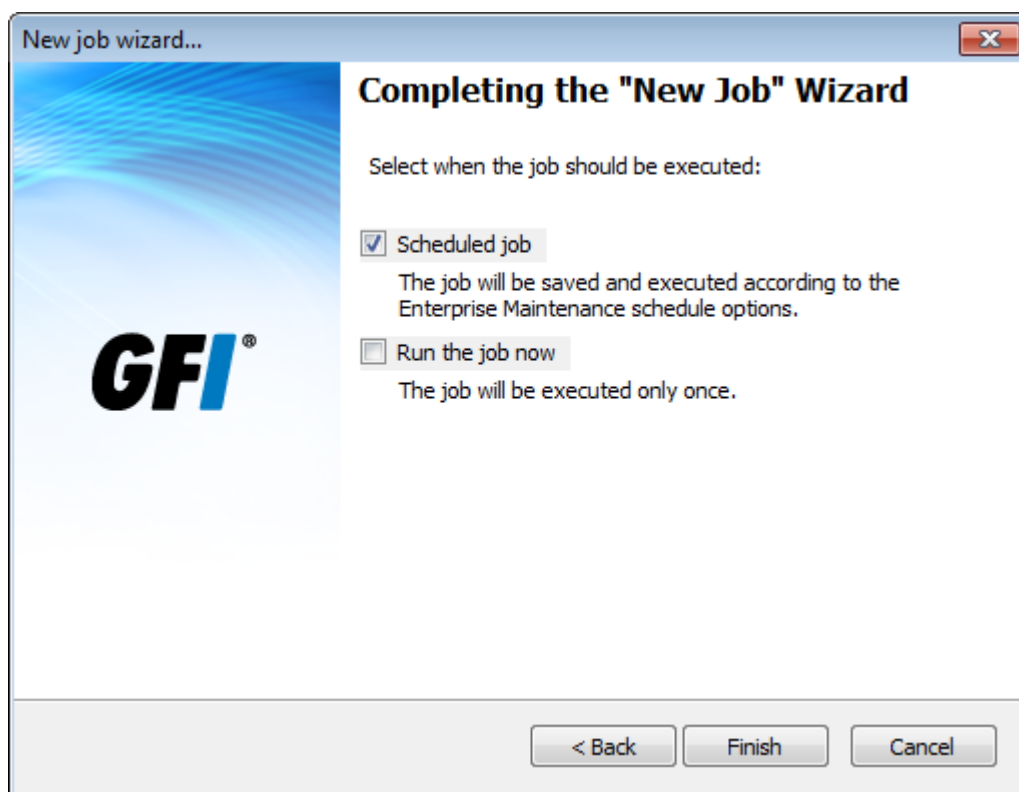 New job wizard...
Completing the "New Job" Wizard
Select when the job should be executed:
Scheduled job
The job will be saved and executed according to the
Enterprise Maintenance schedule options.
Run the job now
The job will be executed only once.
GFI®
< Back
Finish
Cancel